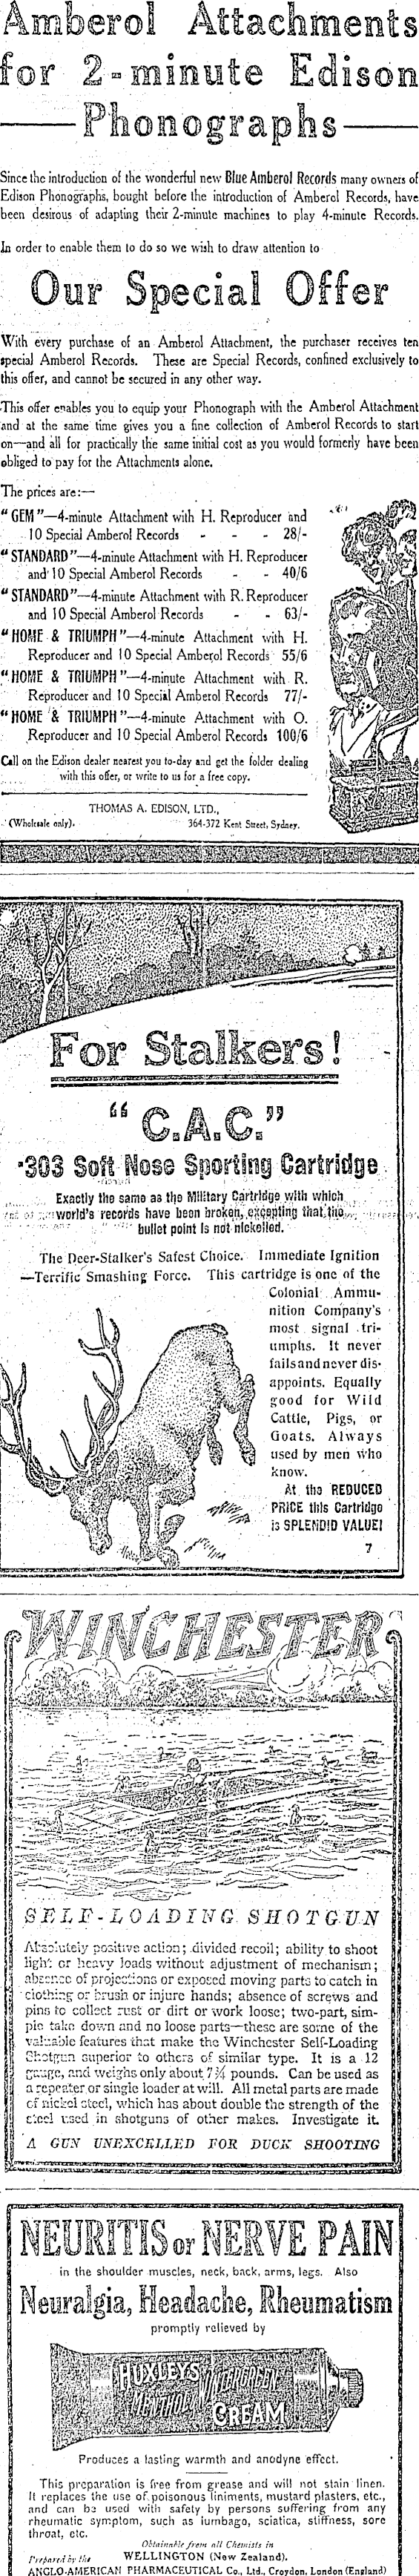 Amberol Attachments
for 2-minute Edison
Phonographs
Since the introduction of the wonderful new Blue Amberol Records many owners of
Edison Phonographs, bought before the introduction of Amberol Records, have
been desirous of adapting their 2-minute machines to play 4-minute Records.
In order to enable them to do so we wish to draw attention to
Our Special Offer
With every purchase of an Amberol Attachment, the purchaser receives ten
special Amberol Records. These are Special Records, confined exclusively to
this offer, and cannot be secured in any other way.
This offer enables you to equip your Phonograph with the Amberol Attachment
and at the same time gives you a fine collection of Amberol Records to start
on—and all for practically the same initial cost as you would formerly have been
obliged to pay for the Attachments alone.
The prices are:—
"GEM"—4-minute Attachment with H. Reproducer and
10 Special Amberol Records - - - 28/-
"STANDARD"—4-minute Attachment with H. Reproducer
and 10 Special Amberol Records - - 40/6
"STANDARD"—4-minute Attachment with R. Reproducer
and 10 Special Amberol Records - - 63/-
"HOME & TRIUMPH"—4-minute Attachment with H.
Reproducer and 10 Special Amberol Records 55/6
"HOME & TRIUMPH"—4-minute Attachment with R.
Reproducer and 10 Special Amberol Records 77/-
"HOME & TRIUMPH"—4-minute Attachment with O.
Reproducer and 10 Special Amberol Records 100/6
Call on the Edison dealer nearest you to-day and get the folder dealing
with this offer, or write to us for a free copy.
THOMAS A. EDISON, LTD.,
(Wholesale only). 364-372 Kent Street, Sydney.
For Stalkers!
"C.A.C."
·303 Soft Nose Sporting Cartridge
Exactly the same as the Military Cartridge with which
world's records have been broken, excepting that the
bullet point is not nickelled.
The Deer-Stalker's Safest Choice. Immediate Ignition
—Terrific Smashing Force. This cartridge is one of the
Colonial Ammu-
nition Company's
most signal tri-
umphs. It never
fails and never dis-
appoints. Equally
good for Wild
Cattle, Pigs, or
Goats. Always
used by men who
know.
At the REDUCED
PRICE this Cartridge
is SPLENDID VALUE!
7
WINCHESTER
SELF-LOADING SHOTGUN
Absolutely positive action; divided recoil; ability to shoot
light or heavy loads without adjustment of mechanism;
absence of projections or exposed moving parts to catch in
clothing or brush or injure hands; absence of screws and
pins to collect rust or dirt or work loose; two-part, sim-
ple take down and no loose parts—these are some of the
valuable features that make the Winchester Self-Loading
Shotgun superior to others of similar type. It is a 12
gauge, and weighs only about 7¾ pounds. Can be used as
a repeater or single loader at will. All metal parts are made
of nickel steel, which has about double the strength of the
steel used in shotguns of other makes. Investigate it.
A GUN UNEXCELLED FOR DUCK SHOOTING
NEURITIS or NERVE PAIN
in the shoulder muscles, neck, back, arms, legs. Also
Neuralgia, Headache, Rheumatism
promptly relieved by
HUXLEYS WINTERGREEN
MENTHOL CREAM
Produces a lasting warmth and anodyne effect.
This preparation is free from grease and will not stain linen.
It replaces the use of poisonous liniments, mustard plasters, etc.,
and can be used with safety by persons suffering from any
rheumatic symptom, such as lumbago, sciatica, stiffness, sore
throat, etc.
Obtainable from all Chemists in
Prepared by the WELLINGTON (New Zealand).
ANGLO-AMERICAN PHARMACEUTICAL Co., Ltd., Croydon, London (England)